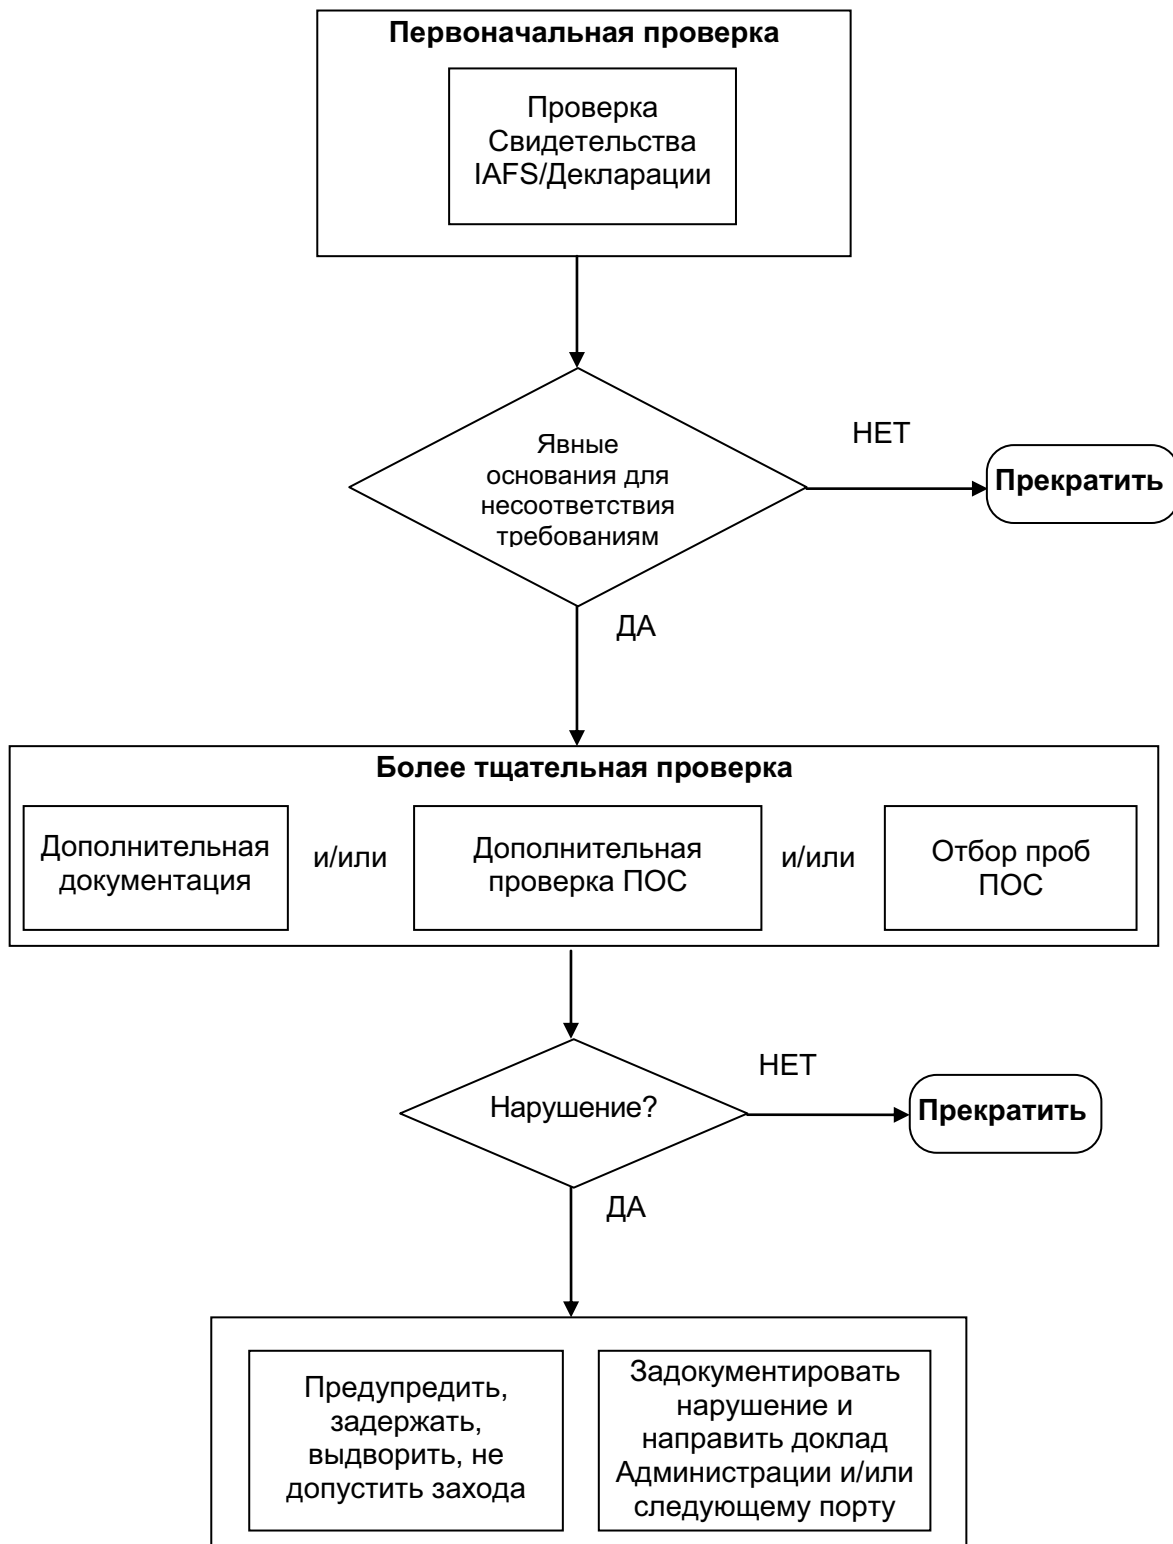 Первоначальная проверка
Проверка
Свидетельства
IAFS/Декларации
Явные
основания для
несоответствия
требованиям
НЕТ
Прекратить
ДА
Более тщательная проверка
Дополнительная
документация
и/или
Дополнительная
проверка ПОС
и/или
Отбор проб
ПОС
Нарушение?
НЕТ
Прекратить
ДА
Предупредить,
задержать,
выдворить, не
допустить захода
Задокументировать
нарушение и
направить доклад
Администрации и/или
следующему порту